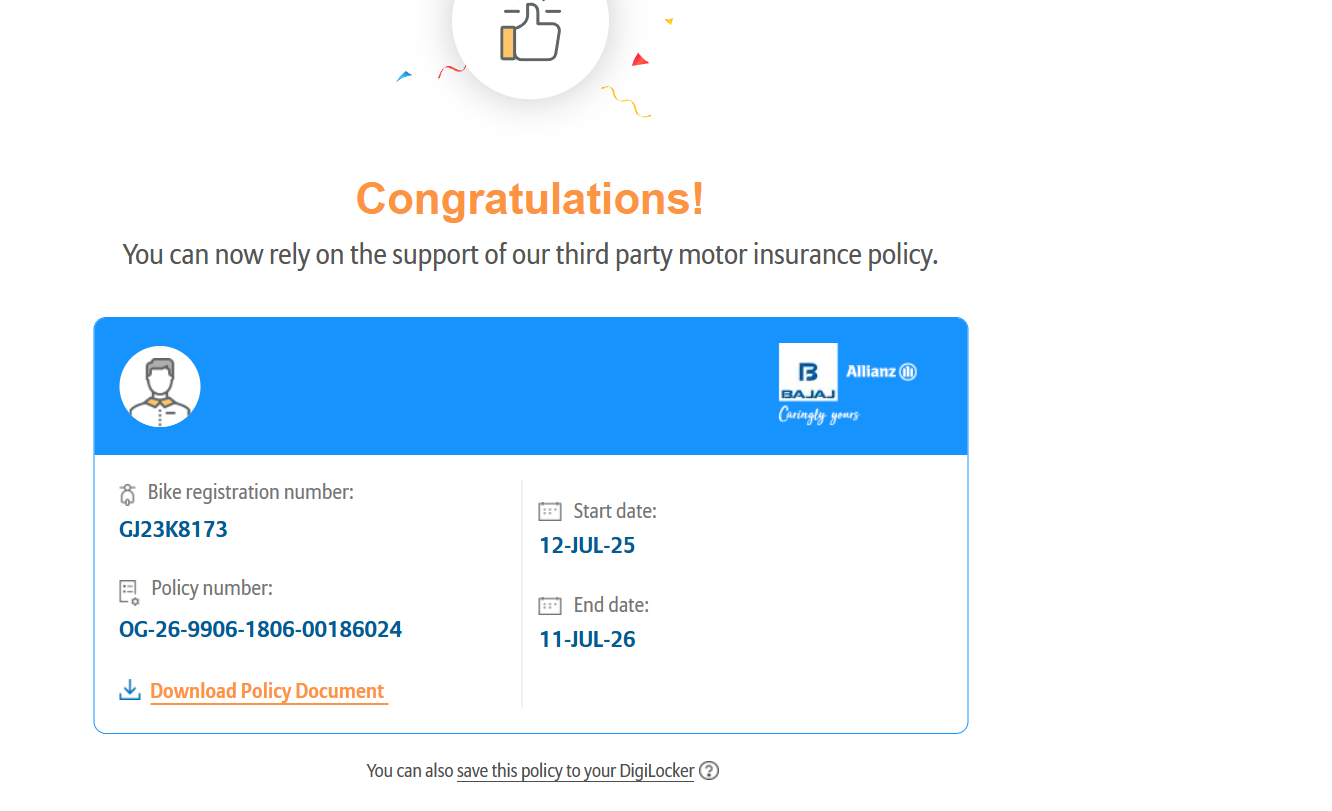 Congratulations!
You can now rely on the support of our third party motor insurance policy.
BAJAJ
Allianz
Caringly yours
Bike registration number:
GJ23K8173
Policy number:
OG-26-9906-1806-00186024
Download Policy Document
Start date:
12-JUL-25
End date:
11-JUL-26
You can also save this policy to your DigiLocker ?